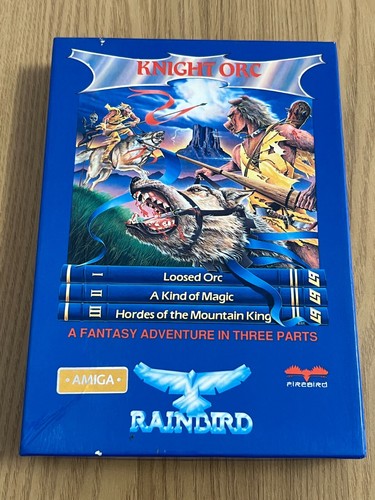 KNIGHT ORC
I Loosed Orc
II A Kind of Magic
III Hordes of the Mountain King
A FANTASY ADVENTURE IN THREE PARTS
• AMIGA •
FIREBIRD
RAINBIRD